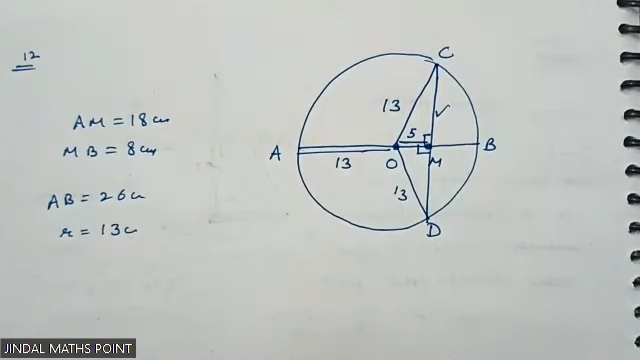 12
AM = 18 cm
MB = 8 cm
AB = 26 c
r = 13 c
C
13
5
A
B
13
O
M
13
D
JINDAL MATHS POINT